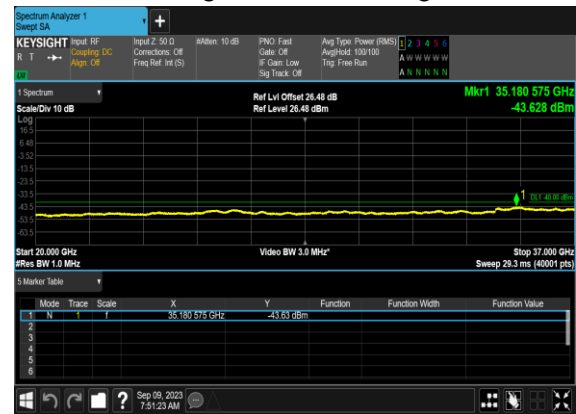 Spectrum Analyzer 1
Swept SA
+
KEYSIGHT Input: RF
R T Coupling: DC
Align: Off
LU
Input Z: 50 Ω
Corrections: Off
Freq Ref: Int (S)
#Atten: 10 dB
PNO: Fast
Gate: Off
IF Gain: Low
Sig Track: Off
Avg Type: Power (RMS)
Avg|Hold: 100/100
Trig: Free Run
1 2 3 4 5 6
A W W W W W
A N N N N N
1 Spectrum
Scale/Div 10 dB
Ref Lvl Offset 26.48 dB
Ref Level 26.48 dBm
Mkr1 35.180 575 GHz
-43.628 dBm
Log
16.5
6.48
-3.52
-13.5
-23.5
-33.5
-43.5
-53.5
-63.5
1
DL1 -40.00 dBm
Start 20.000 GHz
#Res BW 1.0 MHz
Video BW 3.0 MHz*
Stop 37.000 GHz
Sweep 29.3 ms (40001 pts)
5 Marker Table
Mode Trace Scale X Y Function Function Width Function Value
1 N 1 f 35.180 575 GHz -43.63 dBm
2
3
4
5
6
?
Sep 09, 2023
7:51:23 AM